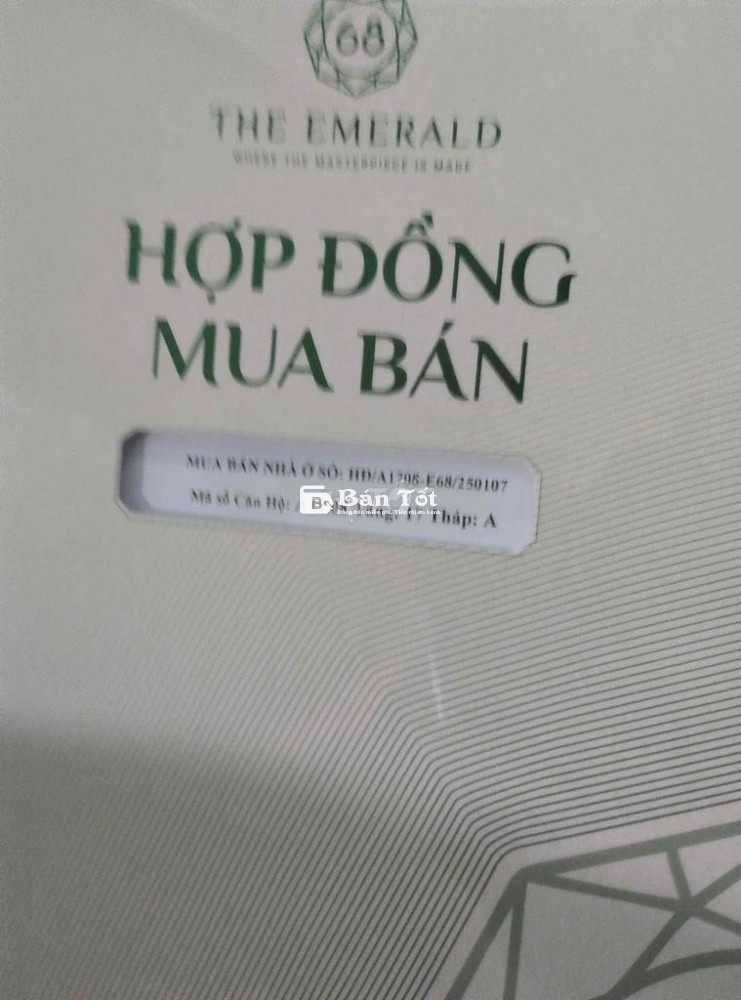 68
THE EMERALD
WHERE THE MASTERPIECE IS MADE
HỢP ĐỒNG
MUA BÁN
MUA BÁN NHÀ Ở SỐ: HĐ/A1708-E68/250107
Mã số Căn Hộ: Tháp: A
Bán Tốt